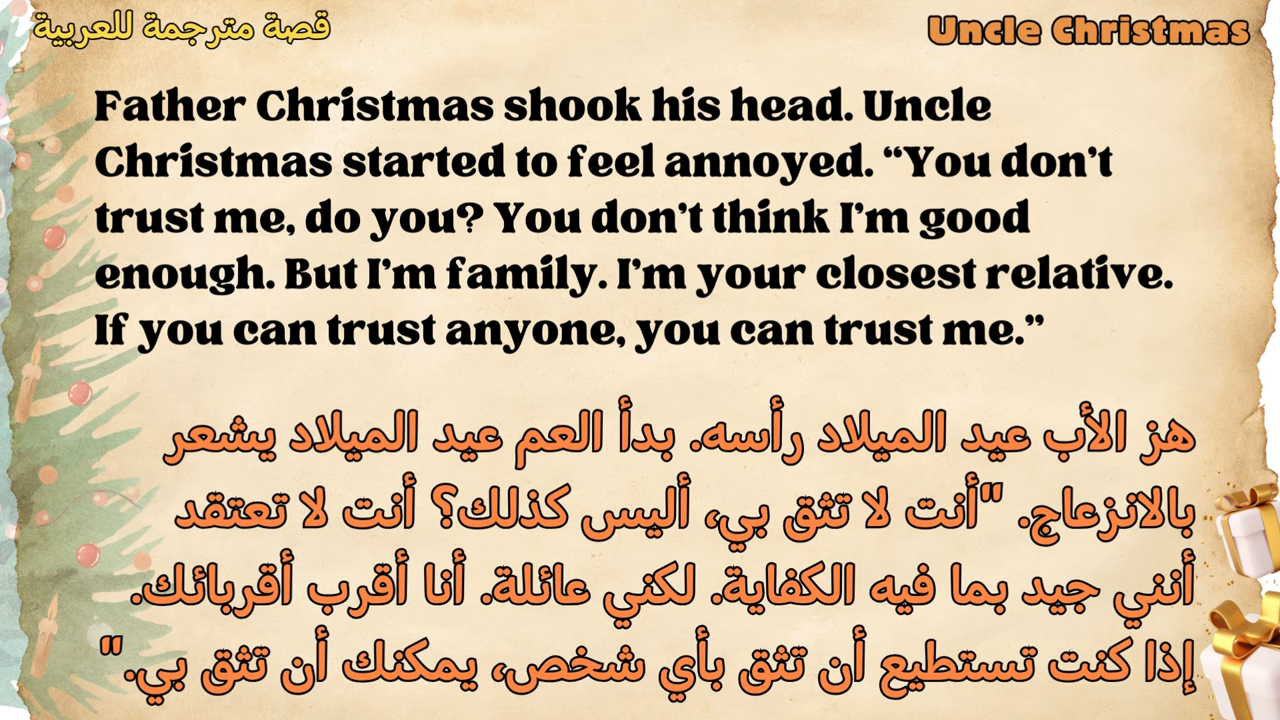 قصة مترجمة للعربية
Uncle Christmas
Father Christmas shook his head. Uncle
Christmas started to feel annoyed. “You don’t
trust me, do you? You don’t think I’m good
enough. But I’m family. I’m your closest relative.
If you can trust anyone, you can trust me.”
هز الأب عيد الميلاد رأسه. بدأ العم عيد الميلاد يشعر
بالانزعاج. "أنت لا تثق بي، أليس كذلك؟ أنت لا تعتقد
أنني جيد بما فيه الكفاية. لكني عائلة. أنا أقرب أقربائك.
إذا كنت تستطيع أن تثق بأي شخص، يمكنك أن تثق بي."